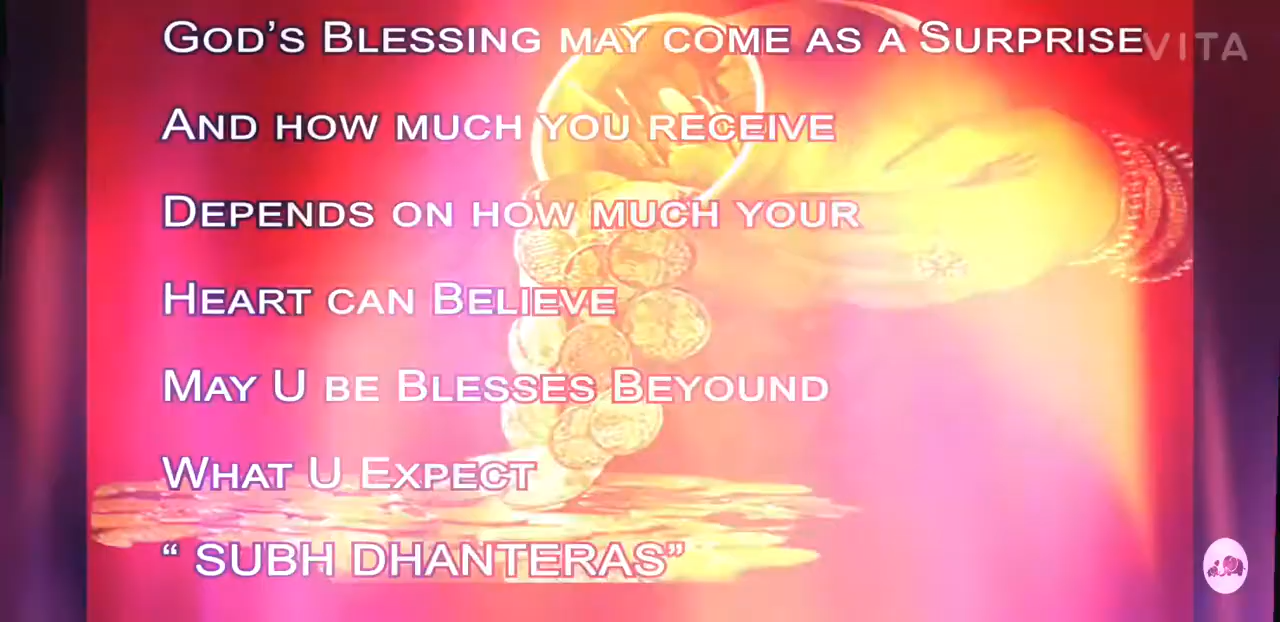 God's Blessing may come as a Surprise
VITA
And how much you receive
Depends on how much your
Heart can Believe
May U be Blesses Beyound
What U Expect
“ SUBH DHANTERAS”